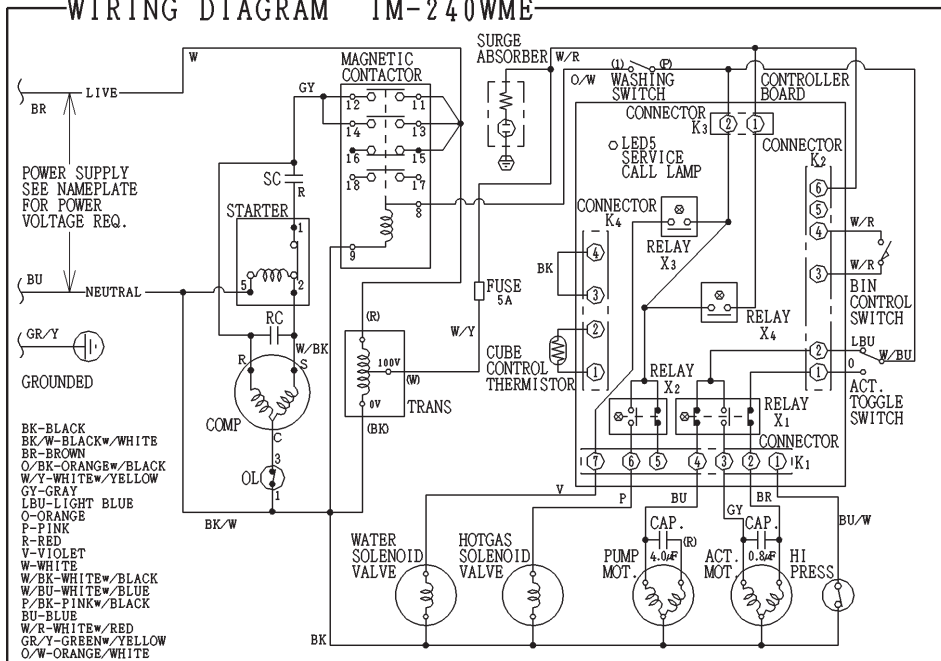 WIRING DIAGRAM IM-240WME
W
LIVE
BR
POWER SUPPLY
SEE NAMEPLATE
FOR POWER
VOLTAGE REQ.
BU
NEUTRAL
GR/Y
GROUNDED
BK-BLACK
BK/W-BLACKw/WHITE
BR-BROWN
O/BK-ORANGEw/BLACK
W/Y-WHITEw/YELLOW
GY-GRAY
LBU-LIGHT BLUE
O-ORANGE
P-PINK
R-RED
V-VIOLET
W-WHITE
W/BK-WHITEw/BLACK
W/BU-WHITEw/BLUE
P/BK-PINKw/BLACK
BU-BLUE
W/R-WHITEw/RED
GR/Y-GREENw/YELLOW
O/W-ORANGE/WHITE
MAGNETIC
CONTACTOR
GY
12 11
14 13
16 15
18 17
8
9
SC
R
STARTER
1
5 2
RC
W/BK
R S
COMP
C
3
OL
1
BK/W
BK
(R)
100V
(W)
0V
TRANS
(BK)
SURGE
ABSORBER
W/R
O/W
FUSE
5A
W/Y
(1) (P)
WASHING
SWITCH
CONTROLLER
BOARD
CONNECTOR
K3
2 1
LED5
SERVICE
CALL LAMP
CONNECTOR
K2
6
5
4
3
2
1
W/R
W/R
BIN
CONTROL
SWITCH
LBU
W/BU
O
ACT.
TOGGLE
SWITCH
CONNECTOR
K4
4
3
2
1
BK
CUBE
CONTROL
THERMISTOR
RELAY
X3
RELAY
X4
RELAY
X2
RELAY
X1
CONNECTOR
K1
7 6 5 4 3 2 1
V
P
BU
GY
BR
BU/W
WATER
SOLENOID
VALVE
HOTGAS
SOLENOID
VALVE
CAP.
4.0μF
(R)
PUMP
MOT.
CAP.
0.8μF
ACT.
MOT.
HI
PRESS